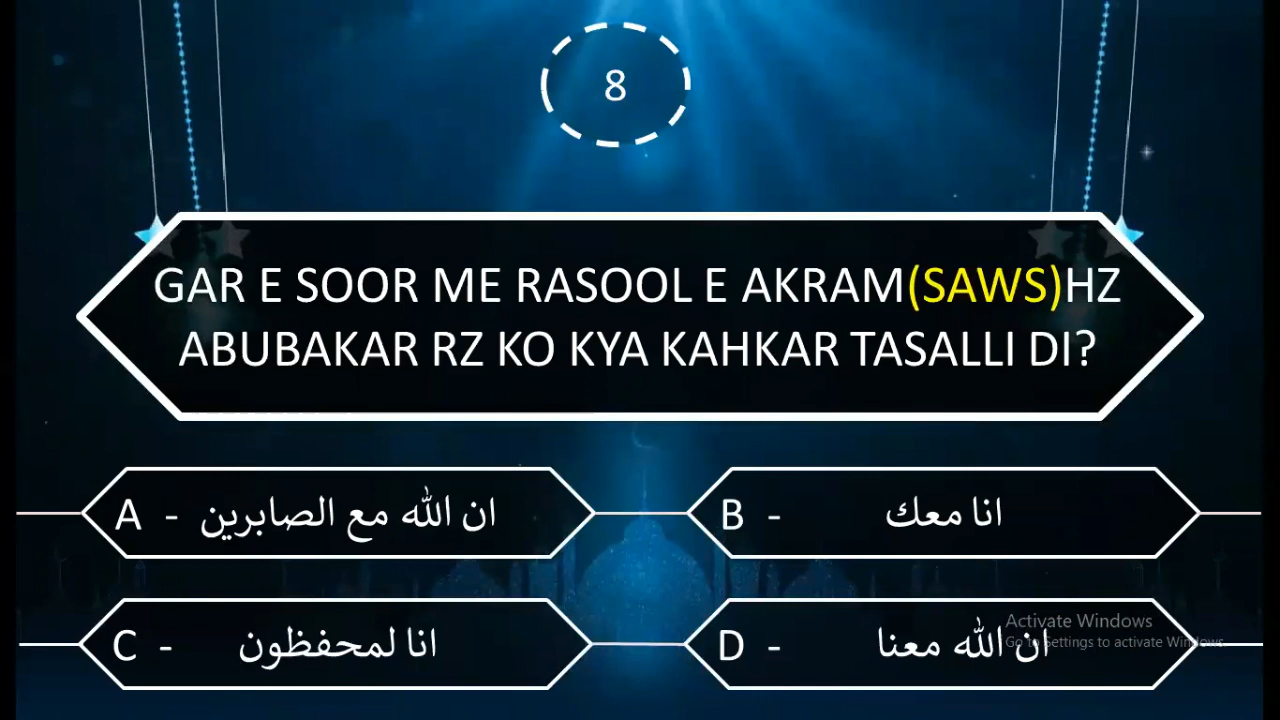 8
GAR E SOOR ME RASOOL E AKRAM(SAWS)HZ
ABUBAKAR RZ KO KYA KAHKAR TASALLI DI?
A - ان الله مع الصابرين
B - انا معك
C - انا لمحفظون
D - ان الله معنا
Activate Windows
Go to Settings to activate Windows.